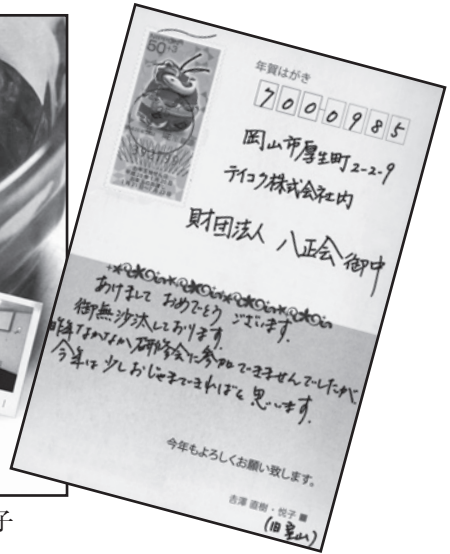 50+3
年賀はがき
7000985
岡山市厚生町2-2-9
テイコク株式会社内
財団法人 八正会 御中
あけまして おめでとう ございます.
御無沙汰しております.
昨年はなかなか研修会に参加できませんでしたが,
今年は少しおじゃまできればと思います.
今年もよろしくお願い致します。
吉澤 直樹・悦子
子